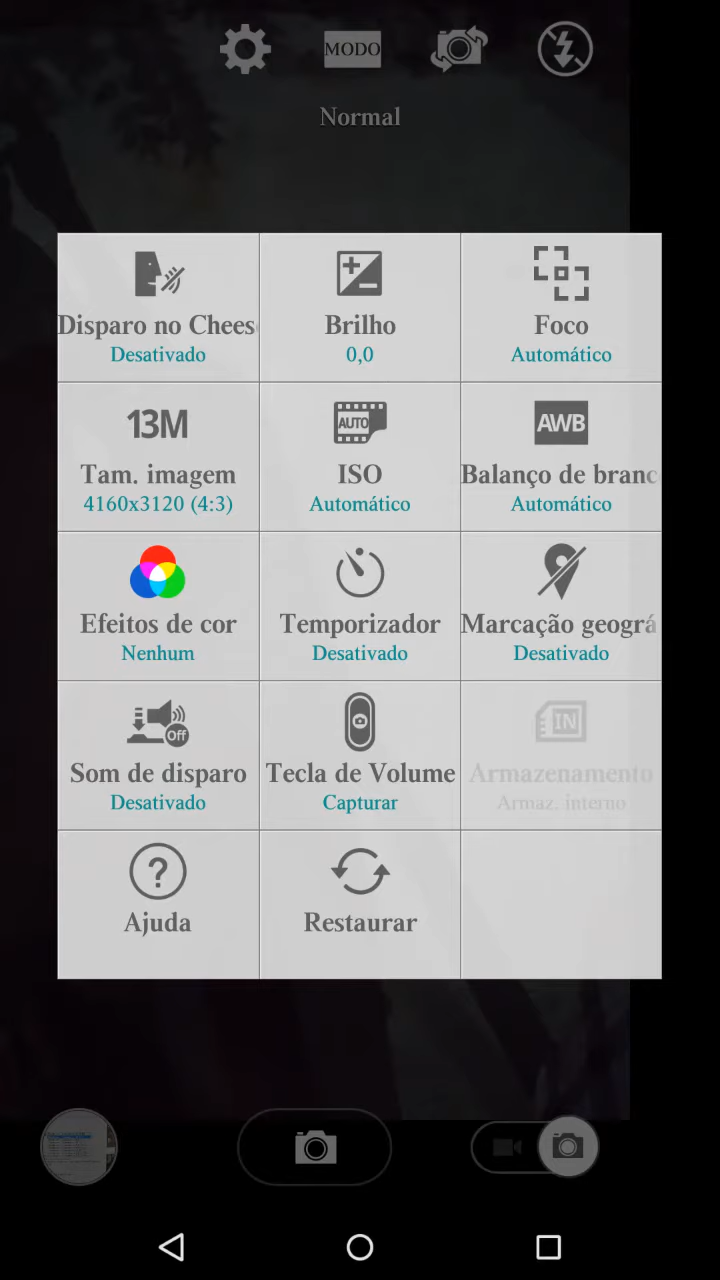 MODO
Normal
Disparo no Chees
Desativado
Brilho
0,0
Foco
Automático
13M
Tam. imagem
4160x3120 (4:3)
AUTO
ISO
Automático
AWB
Balanço de branc
Automático
Efeitos de cor
Nenhum
Temporizador
Desativado
Marcação geográ
Desativado
Off
Som de disparo
Desativado
Tecla de Volume
Capturar
IN
Armazenamento
Armaz. interno
?
Ajuda
Restaurar